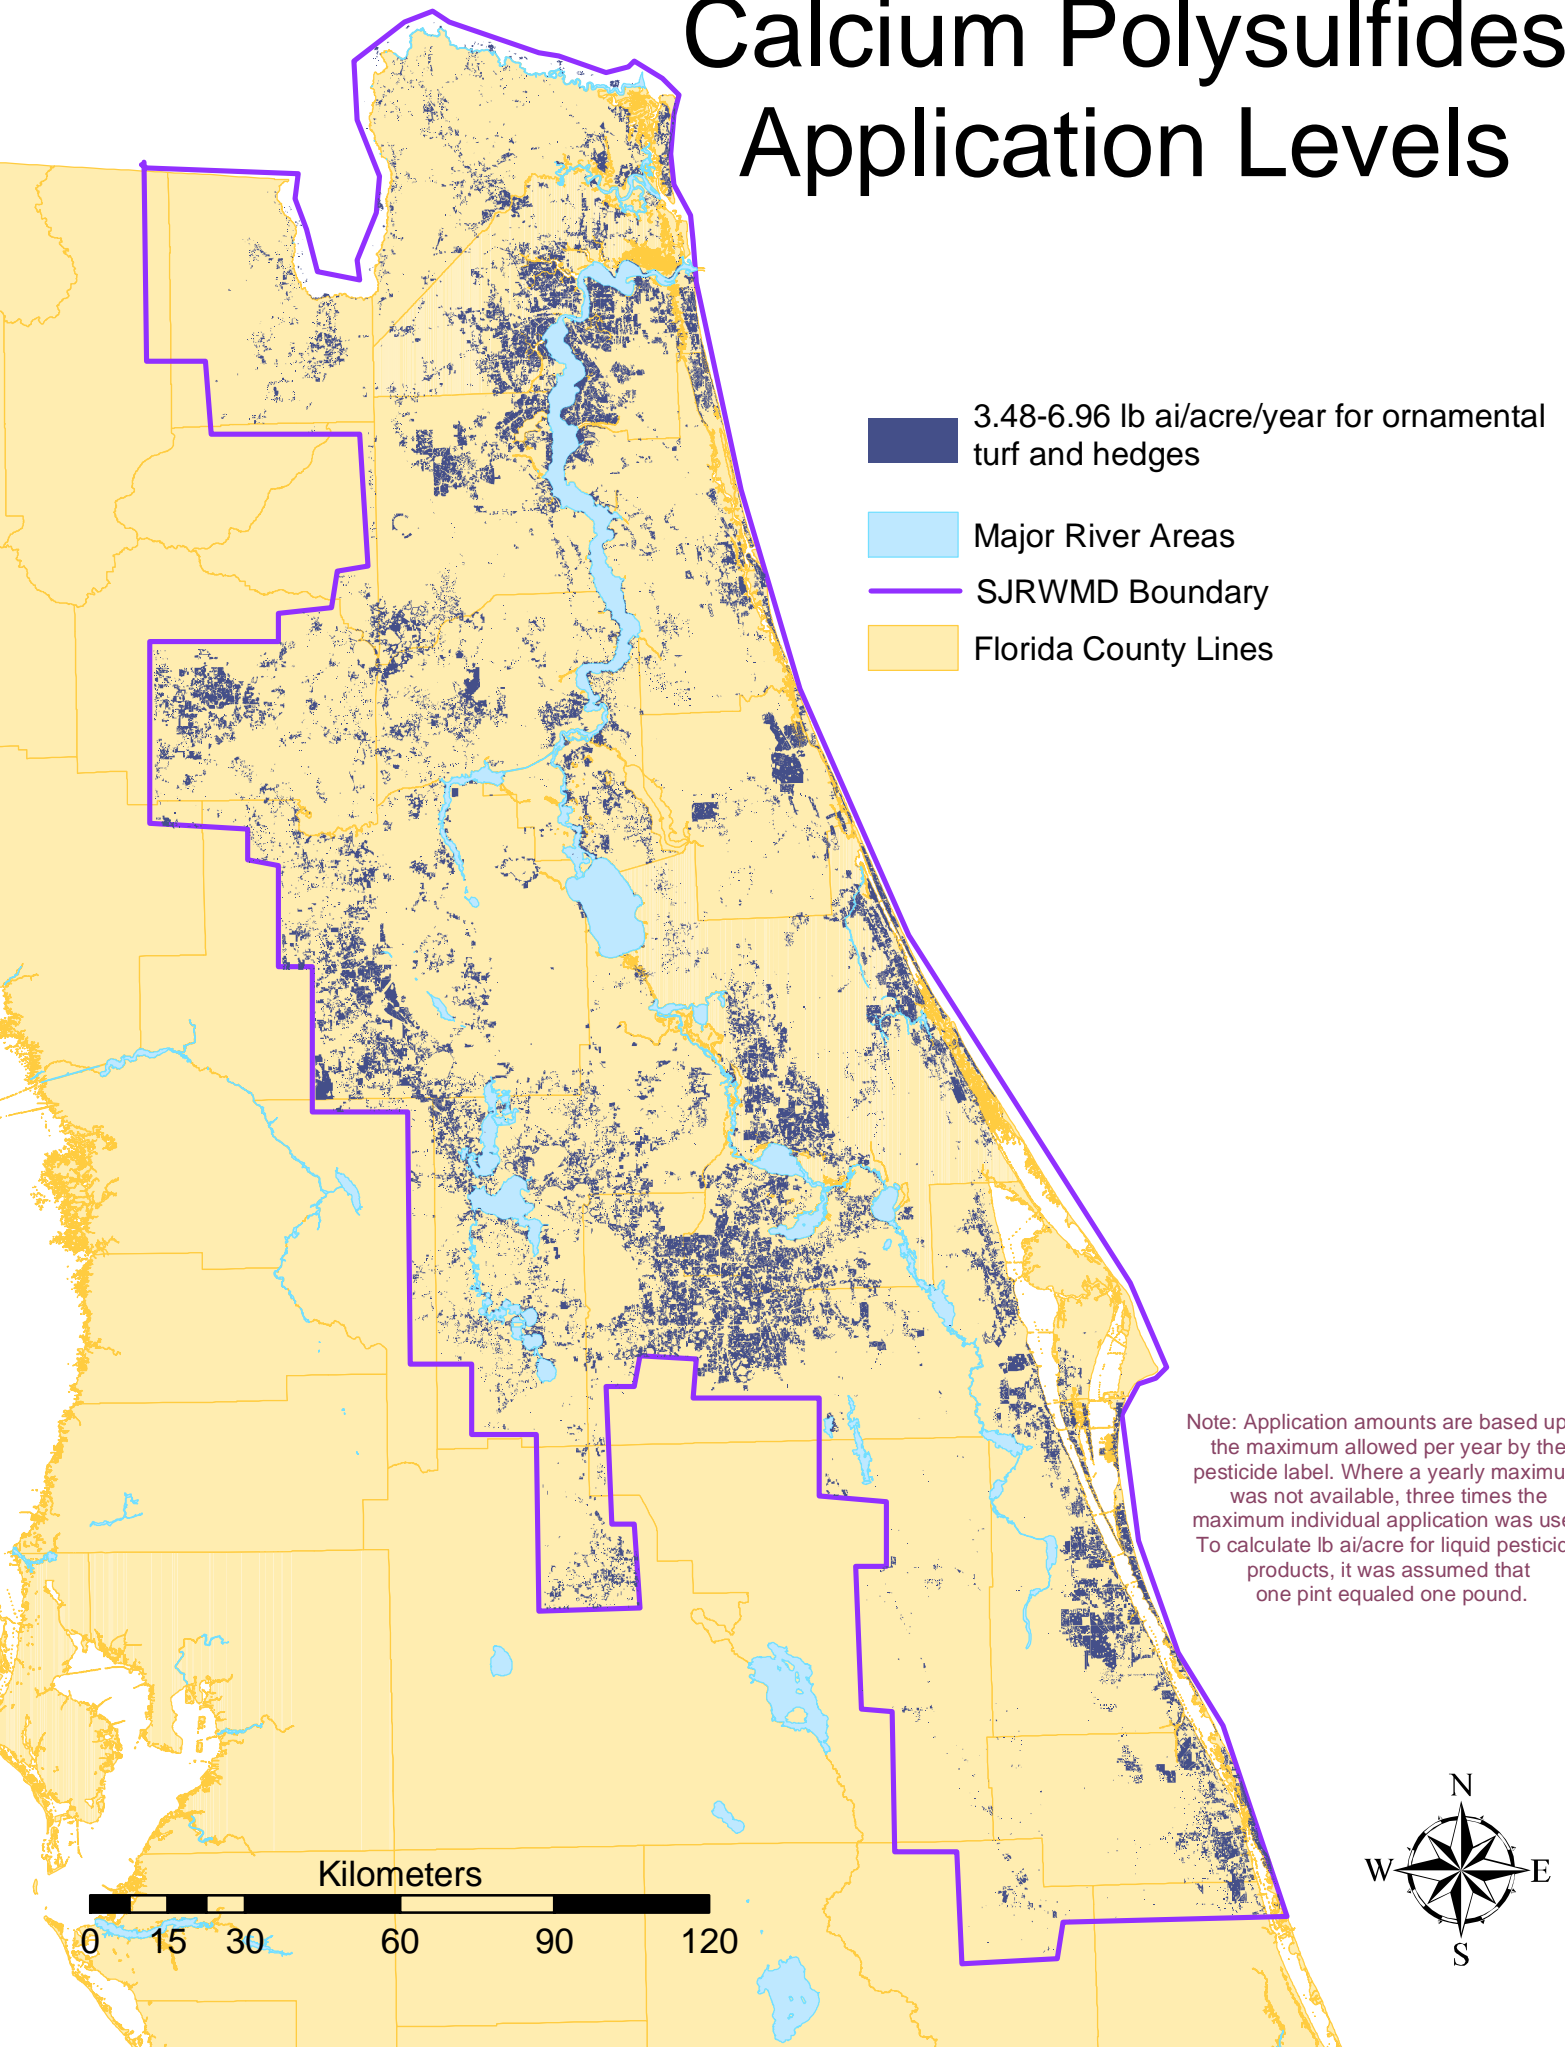 Calcium Polysulfides
Application Levels
3.48-6.96 lb ai/acre/year for ornamental
turf and hedges
Major River Areas
SJRWMD Boundary
Florida County Lines
Note: Application amounts are based up
the maximum allowed per year by the
pesticide label. Where a yearly maximu
was not available, three times the
maximum individual application was use
To calculate lb ai/acre for liquid pestici
products, it was assumed that
one pint equaled one pound.
N
W E
S
Kilometers
0 15 30 60 90 120